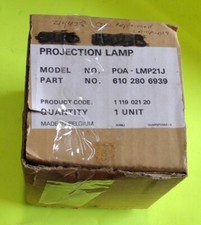 PROJECTION LAMP
MODEL NO. POA - LMP21J
PART NO. 610 280 6939
PRODUCT CODE. 1 119 021 20
QUANTITY 1 UNIT
MADE IN BELGIUM